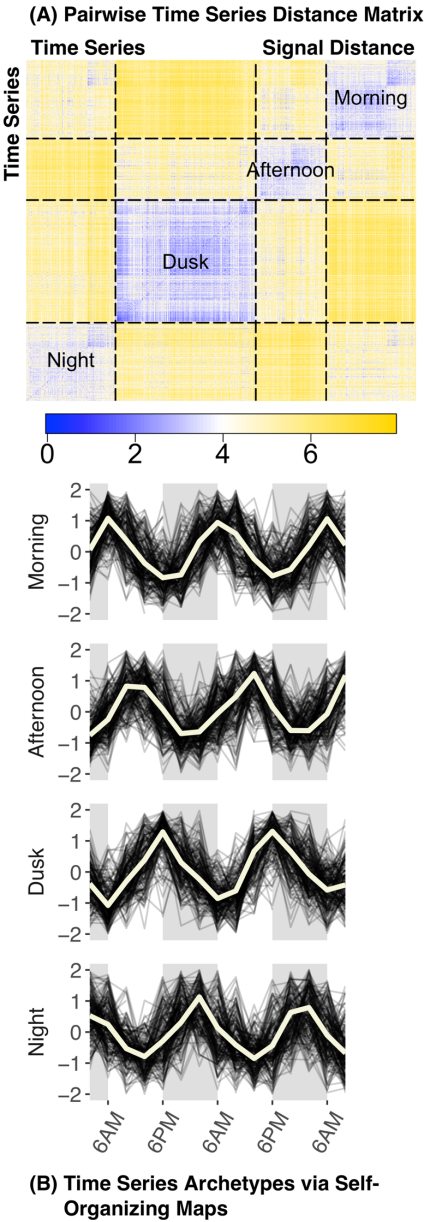 (A) Pairwise Time Series Distance Matrix
Time Series Signal Distance
Time Series
Morning
Afternoon
Dusk
Night
0 2 4 6
Morning
2
1
0
−1
−2
Afternoon
2
1
0
−1
−2
Dusk
2
1
0
−1
−2
Night
2
1
0
−1
−2
6AM 6PM 6AM 6PM 6AM
(B) Time Series Archetypes via Self-
Organizing Maps